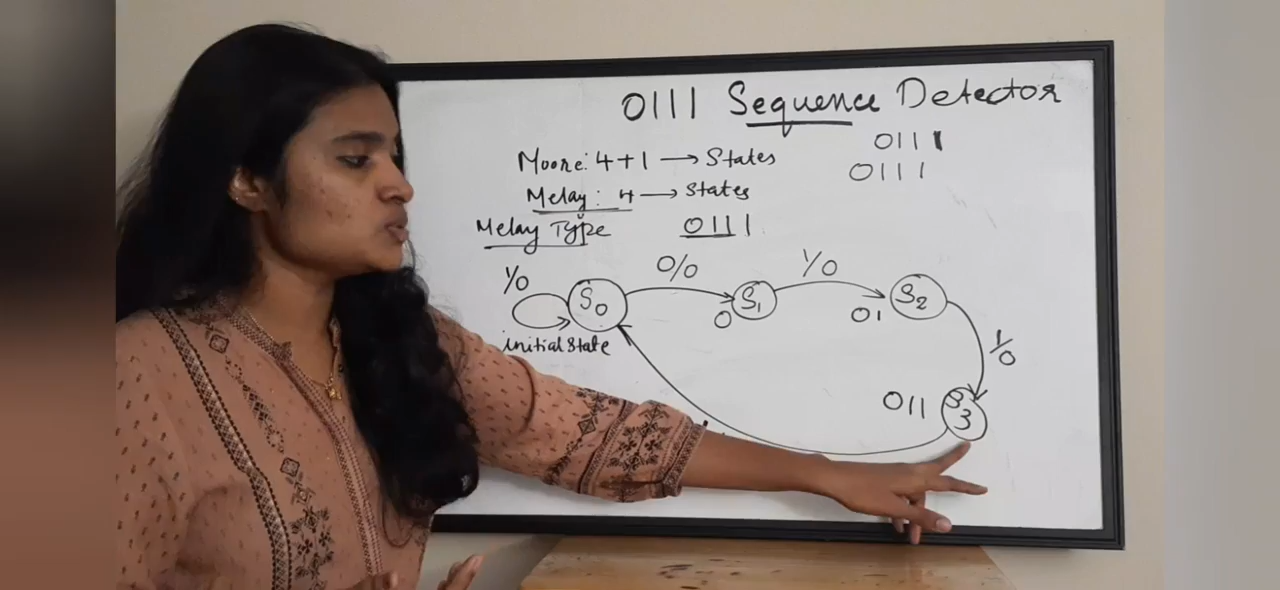 0111 Sequence Detector
0111
Moore: 4+1 → States
0111
Melay: 4 → States
Melay Type
0111
1/0
0/0
1/0
S0
S1
S2
0
01
initial State
1/0
011
S3